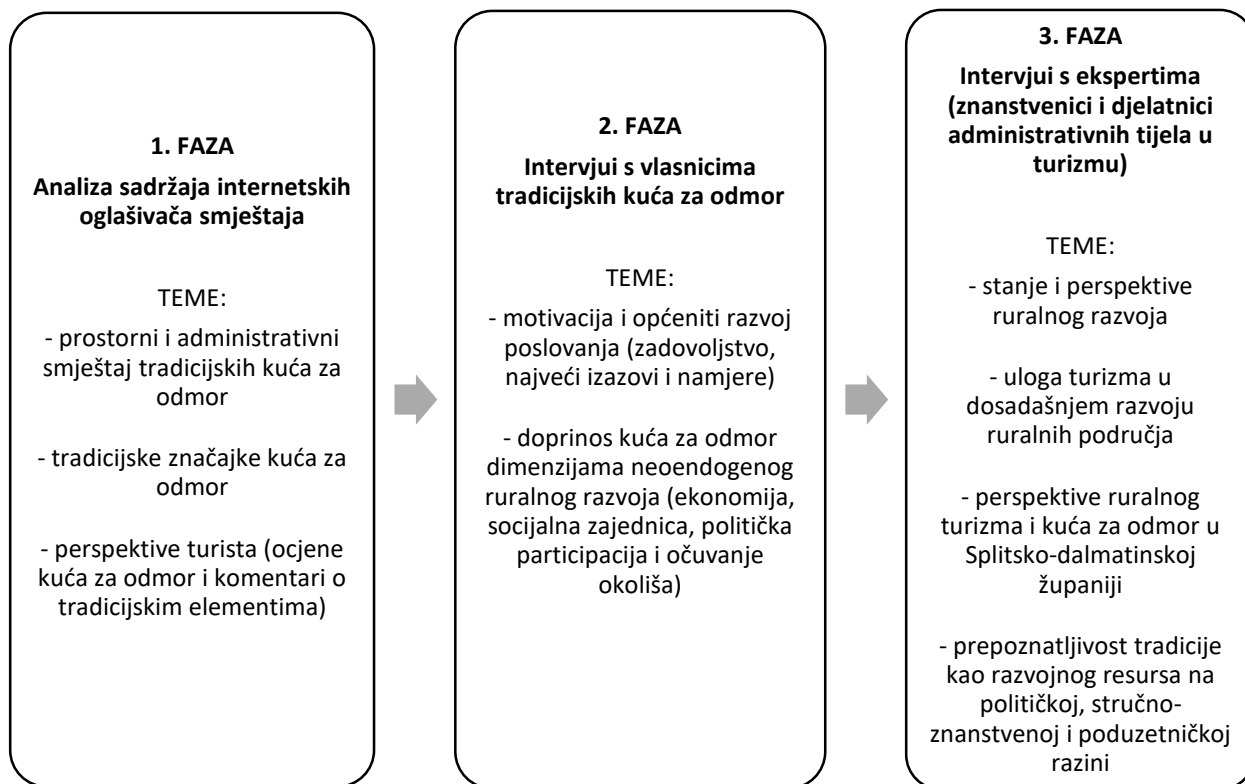 1. FAZA
Analiza sadržaja internetskih
oglašivača smještaja
TEME:
- prostorni i administrativni
smještaj tradicijskih kuća za
odmor
- tradicijske značajke kuća za
odmor
- perspektive turista (ocjene
kuća za odmor i komentari o
tradicijskim elementima)
2. FAZA
Intervjui s vlasnicima
tradicijskih kuća za odmor
TEME:
- motivacija i općeniti razvoj
poslovanja (zadovoljstvo,
najveći izazovi i namjere)
- doprinos kuća za odmor
dimenzijama neoendogenog
ruralnog razvoja (ekonomija,
socijalna zajednica, politička
participacija i očuvanje
okoliša)
3. FAZA
Intervjui s ekspertima
(znanstvenici i djelatnici
administrativnih tijela u
turizmu)
TEME:
- stanje i perspektive
ruralnog razvoja
- uloga turizma u
dosadašnjem razvoju
ruralnih područja
- perspektive ruralnog
turizma i kuća za odmor u
Splitsko-dalmatinskoj
županiji
- prepoznatljivost tradicije
kao razvojnog resursa na
političkoj, stručno-
znanstvenoj i poduzetničkoj
razini